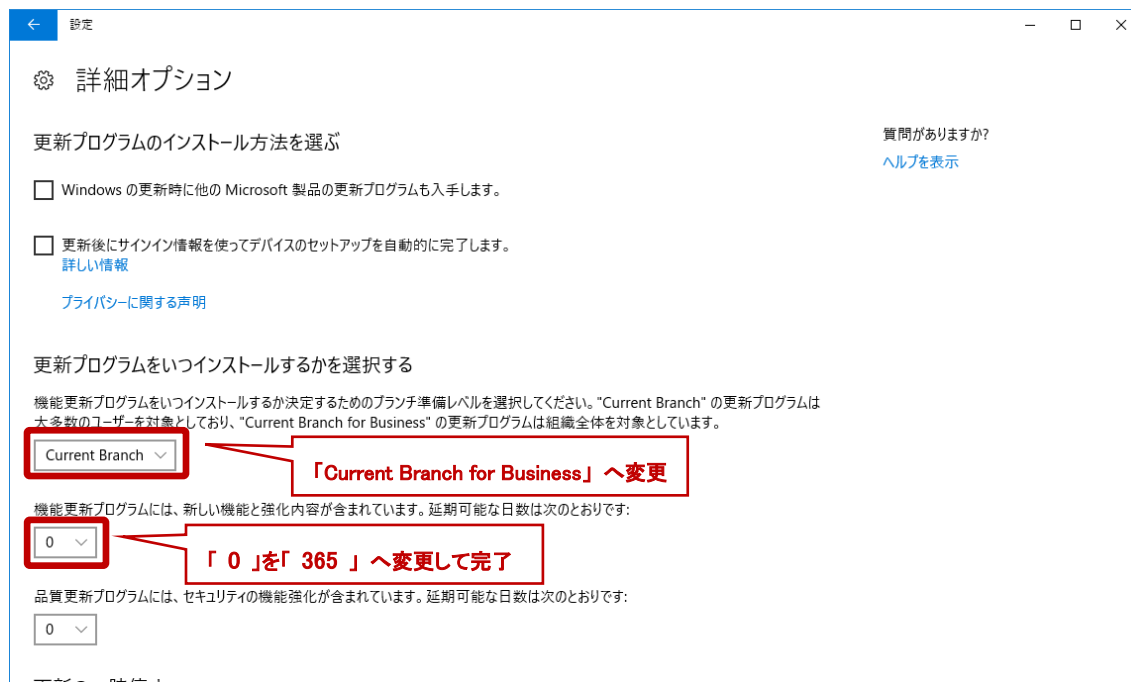 設定
詳細オプション
更新プログラムのインストール方法を選ぶ
質問がありますか?
ヘルプを表示
Windows の更新時に他の Microsoft 製品の更新プログラムも入手します。
更新後にサインイン情報を使ってデバイスのセットアップを自動的に完了します。
詳しい情報
プライバシーに関する声明
更新プログラムをいつインストールするかを選択する
機能更新プログラムをいつインストールするか決定するためのブランチ準備レベルを選択してください。"Current Branch" の更新プログラムは
大多数のユーザーを対象としており、"Current Branch for Business" の更新プログラムは組織全体を対象としています。
Current Branch
「Current Branch for Business」 へ変更
機能更新プログラムには、新しい機能と強化内容が含まれています。延期可能な日数は次のとおりです:
0
「 0 」を「 365 」 へ変更して完了
品質更新プログラムには、セキュリティの機能強化が含まれています。延期可能な日数は次のとおりです:
0